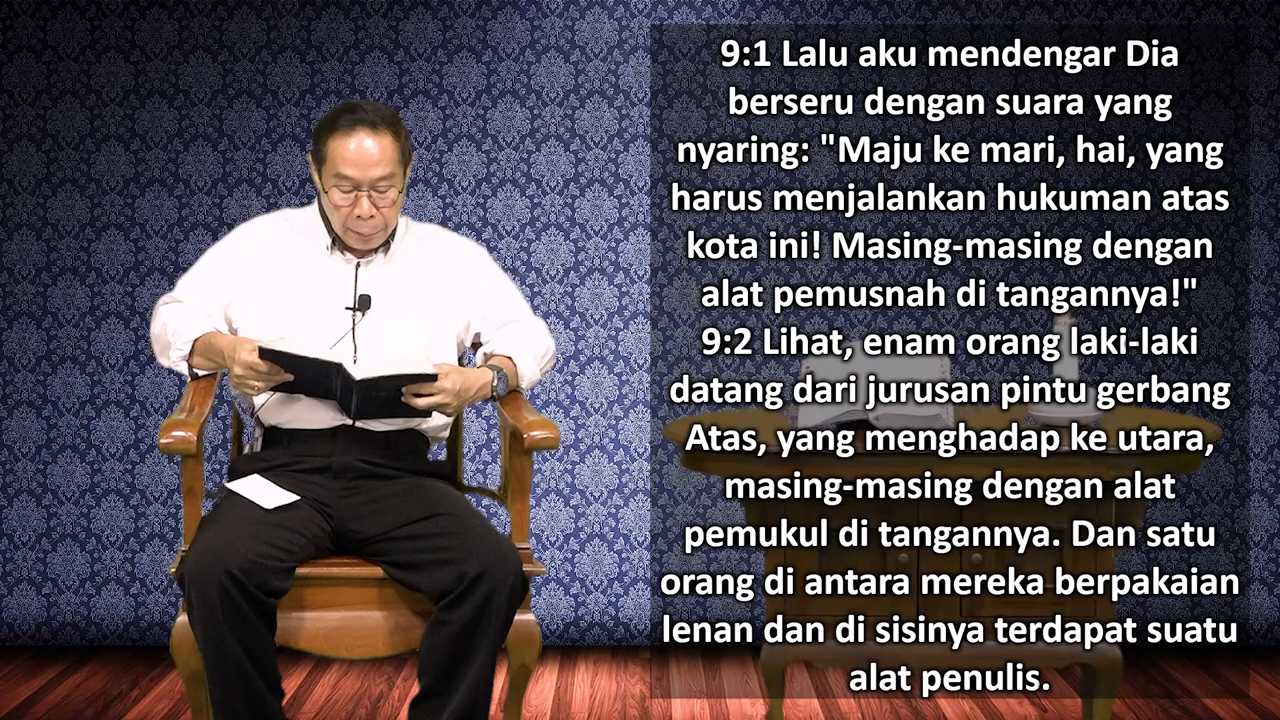 9:1 Lalu aku mendengar Dia
berseru dengan suara yang
nyaring: "Maju ke mari, hai, yang
harus menjalankan hukuman atas
kota ini! Masing-masing dengan
alat pemusnah di tangannya!"
9:2 Lihat, enam orang laki-laki
datang dari jurusan pintu gerbang
Atas, yang menghadap ke utara,
masing-masing dengan alat
pemukul di tangannya. Dan satu
orang di antara mereka berpakaian
lenan dan di sisinya terdapat suatu
alat penulis.